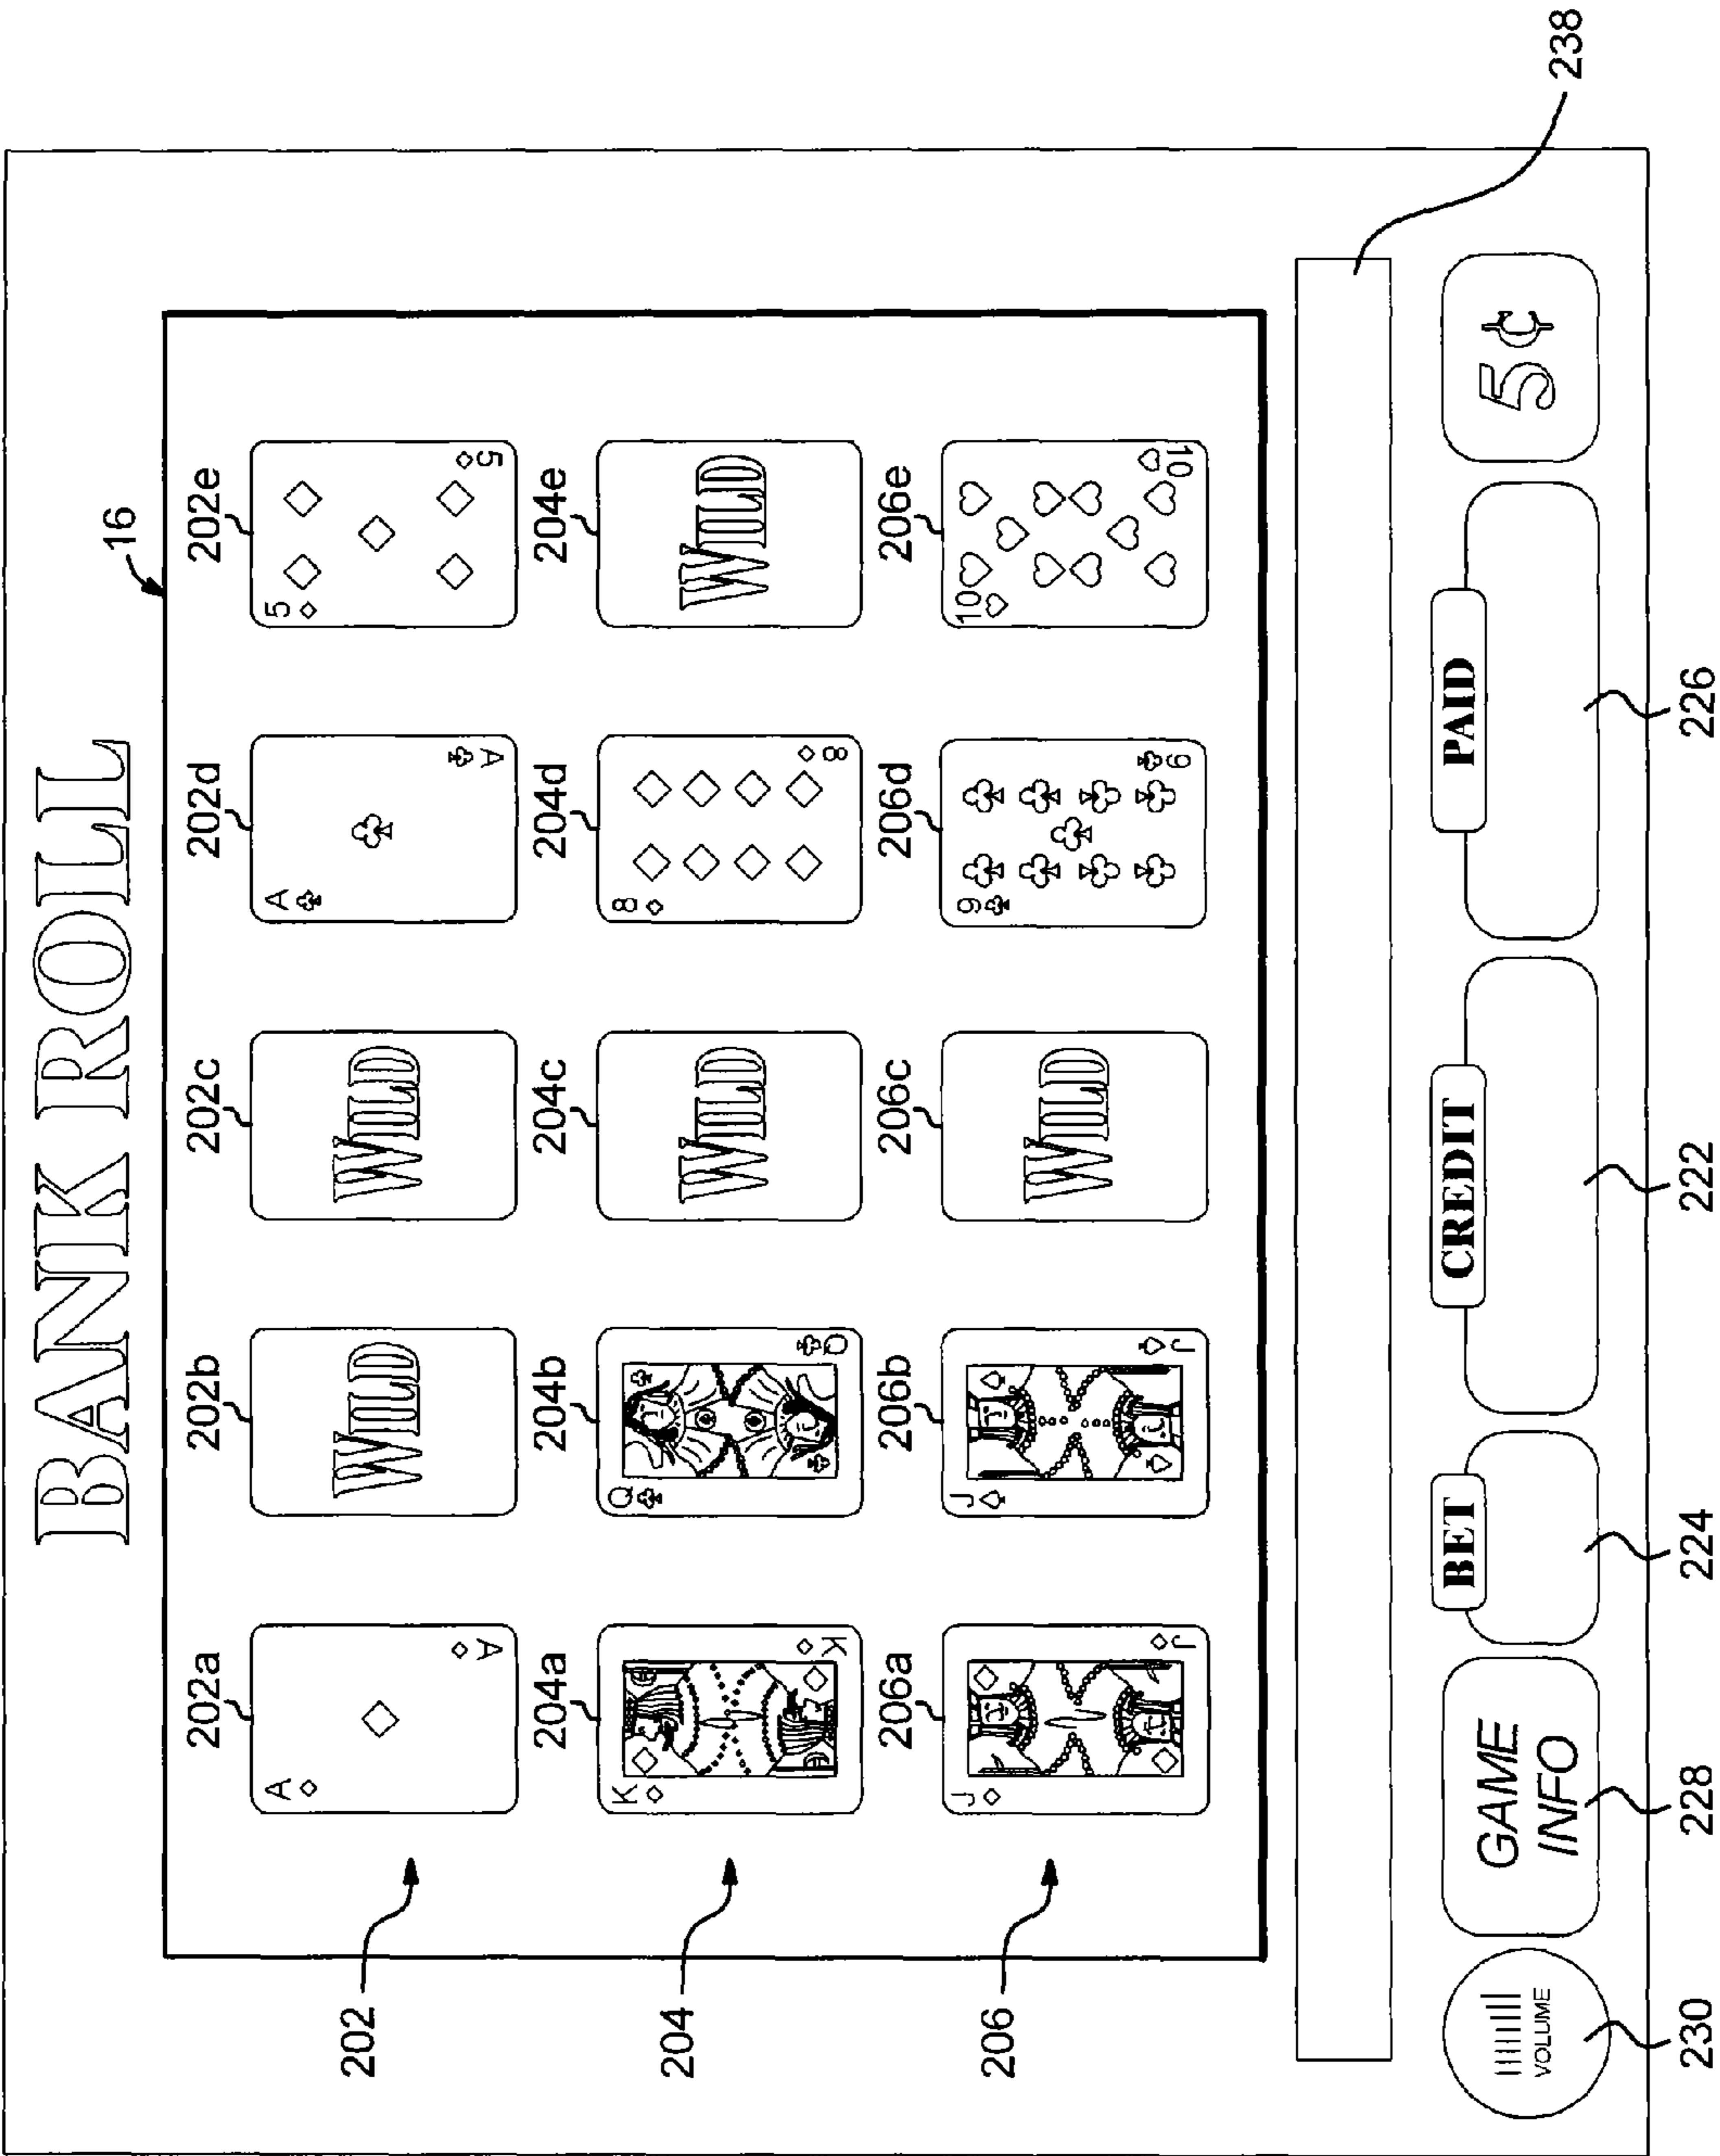 BANK ROLL
16
202a 202b 202c 202d 202e
A A WILD WILD A A 5 5
202
204a 204b 204c 204d 204e
K K Q Q WILD 8 8 WILD
204
206a 206b 206c 206d 206e
J J J J WILD 9 9 10 10
206
238
BET CREDIT PAID
VOLUME
GAME
INFO
5¢
230 228 224 222 226